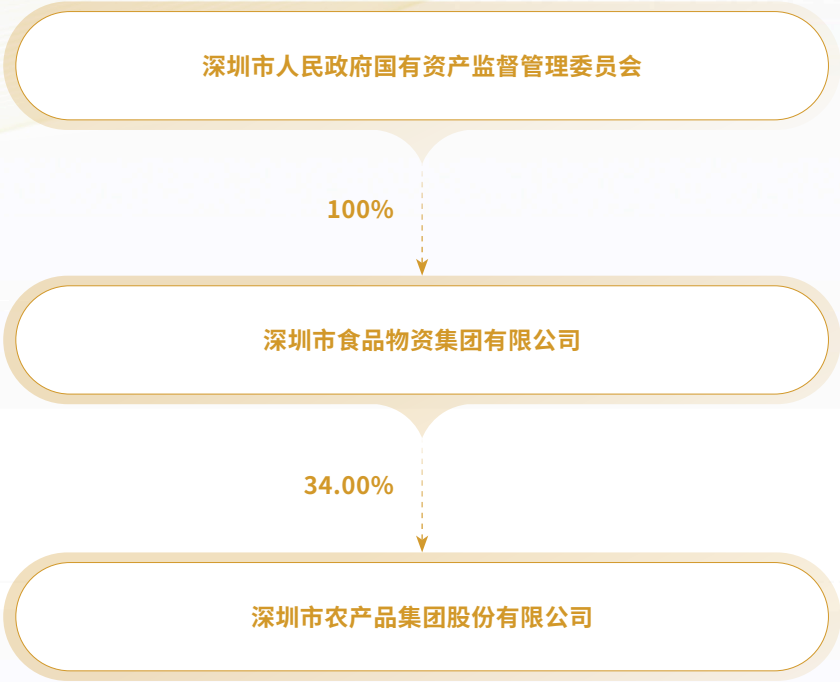 深圳市人民政府国有资产监督管理委员会
100%
深圳市食品物资集团有限公司
34.00%
深圳市农产品集团股份有限公司